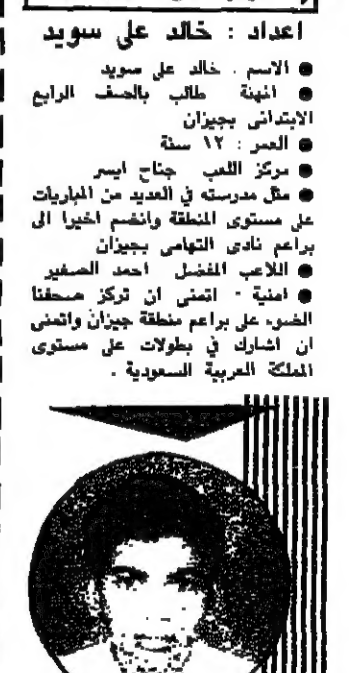 اعداد : خالد على سويد
● الاسم . خالد على سويد
● المهنة طالب بالصف الرابع
الابتدائى بجيزان
● العمر : ١٢ سنة
● مركز اللعب جناح ايسر
● مثل مدرسته في العديد من المباريات
على مستوى المنطقة وانضم اخيرا الى
براعم نادى التهامى بجيزان
● اللاعب المفضل احمد الصغير
● امنية - اتمنى ان تركز صحفنا
الضوء على براعم منطقة جيزان واتمنى
ان اشارك في بطولات على مستوى
المملكة العربية السعودية .